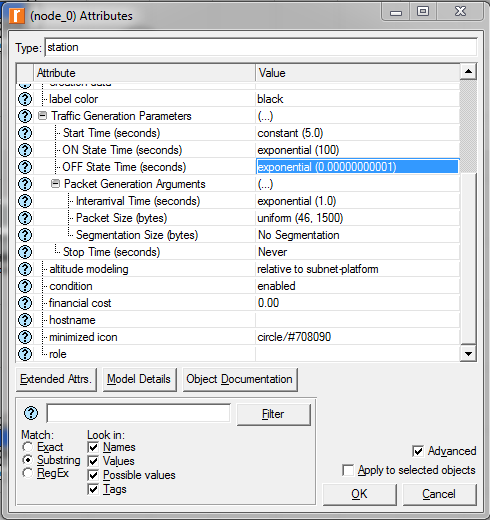 (node_0) Attributes
Type: station
Attribute Value
label color black
Traffic Generation Parameters (...)
Start Time (seconds) constant (5.0)
ON State Time (seconds) exponential (100)
OFF State Time (seconds) exponential (0.00000000001)
Packet Generation Arguments (...)
Interarrival Time (seconds) exponential (1.0)
Packet Size (bytes) uniform (46, 1500)
Segmentation Size (bytes) No Segmentation
Stop Time (seconds) Never
altitude modeling relative to subnet-platform
condition enabled
financial cost 0.00
hostname
minimized icon circle/#708090
role
Extended Attrs. Model Details Object Documentation
Filter
Match: Look in:
Exact Names
Substring Values
RegEx Possible values
Tags
Advanced
Apply to selected objects
OK Cancel